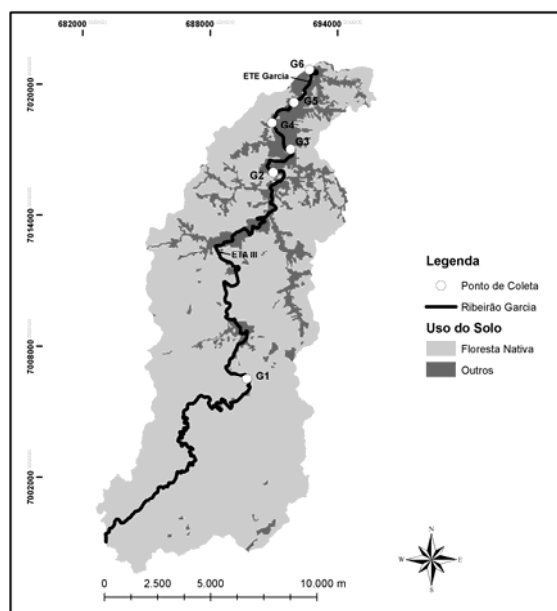 682000
688000
694000
7020000
7014000
7008000
7002000
G6
ETE Garcia
G5
G4
G3
G2
ETA III
G1
Legenda
Ponto de Coleta
Ribeirão Garcia
Uso do Solo
Floresta Nativa
Outros
N
W
E
S
0 2.500 5.000 10.000 m